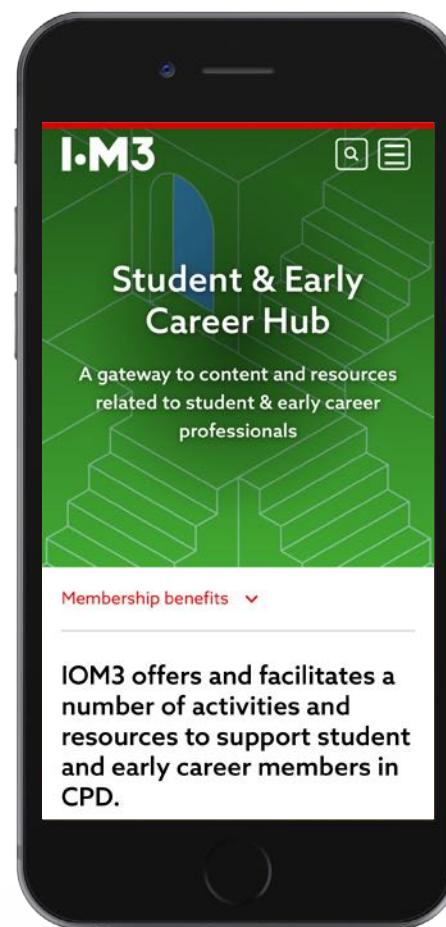 I•M3
Student & Early
Career Hub
A gateway to content and resources
related to student & early career
professionals
Membership benefits
IOM3 offers and facilitates a
number of activities and
resources to support student
and early career members in
CPD.